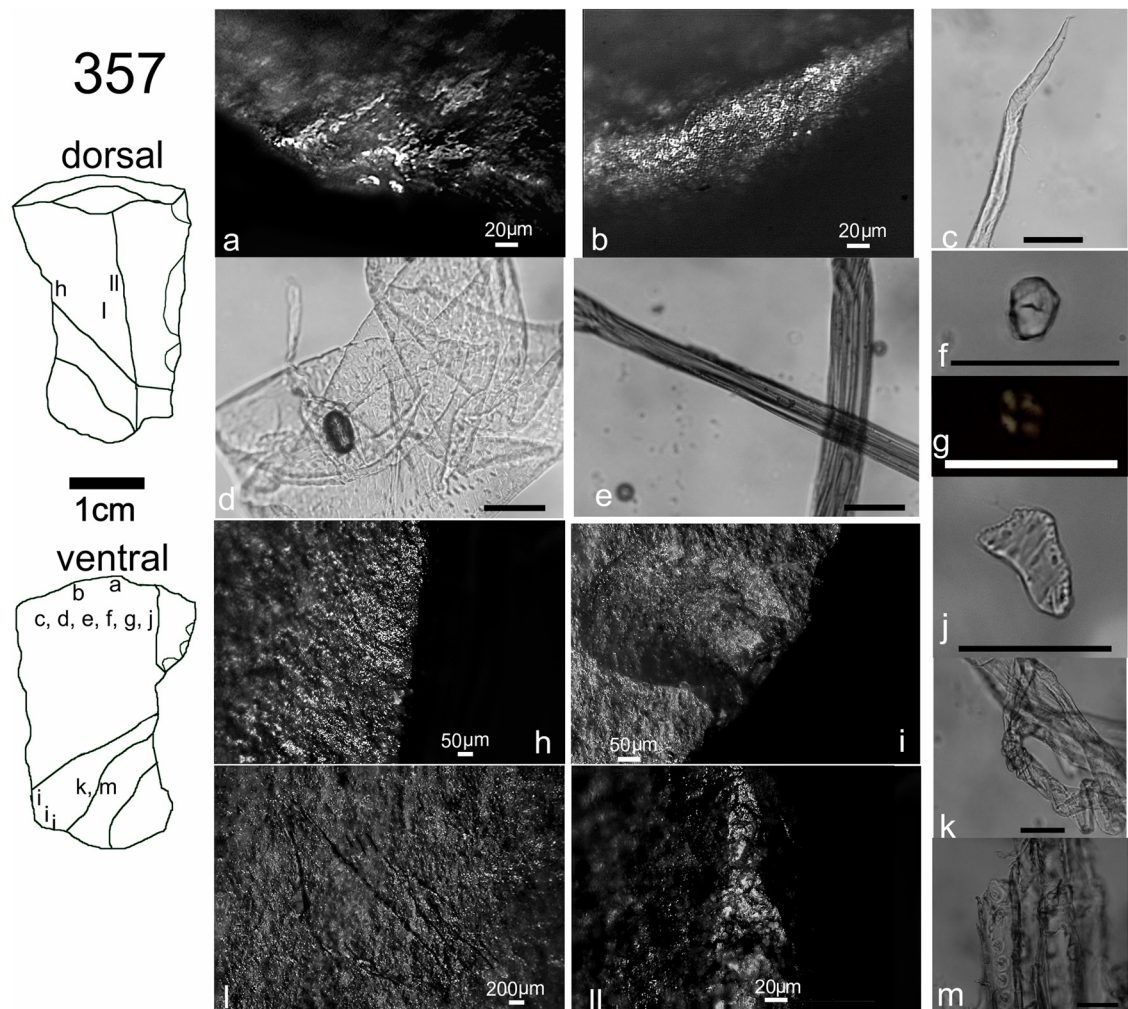 357
dorsal
h
ll
l
1cm
ventral
b
a
c, d, e, f, g, j
k, m
i
i
i
20µm
a
20µm
b
c
f
g
d
e
j
50µm
h
50µm
i
k
l
200µm
ll
20µm
m